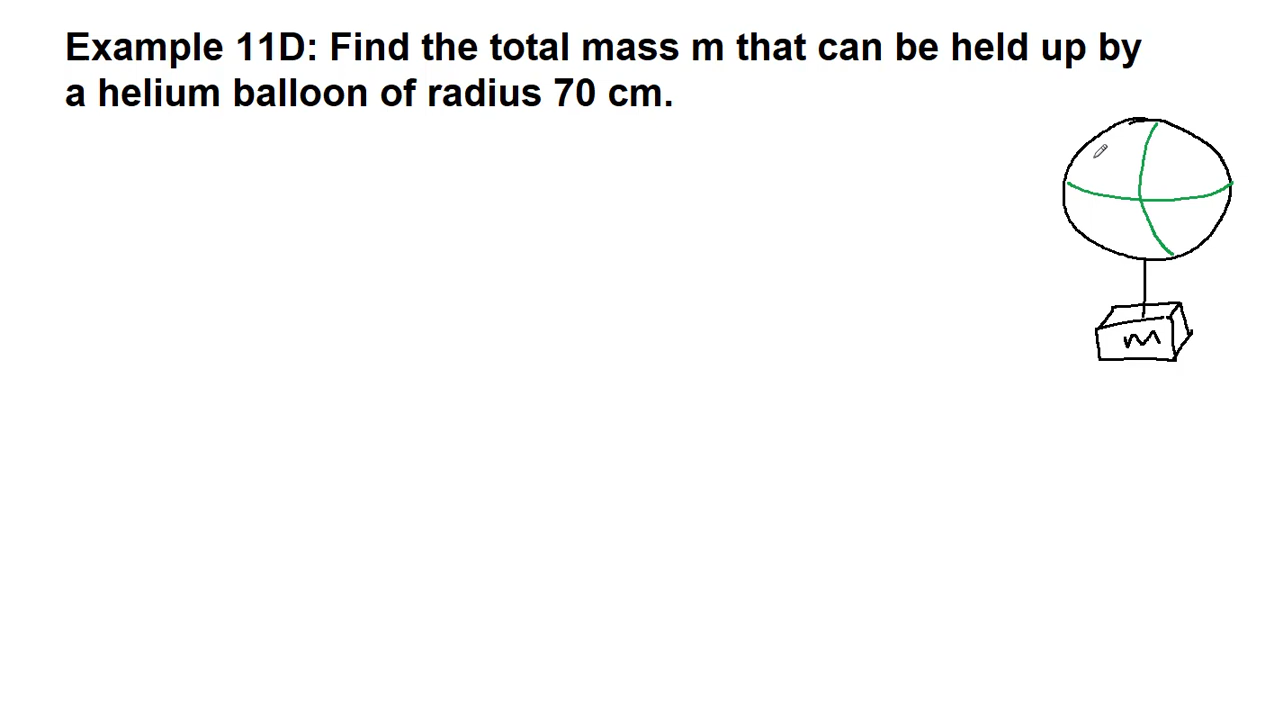 Example 11D: Find the total mass m that can be held up by
a helium balloon of radius 70 cm.
m